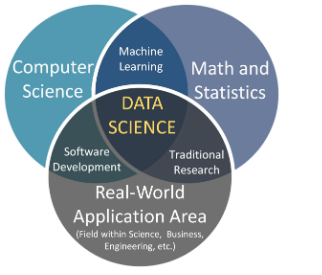 Machine
Learning
Computer
Science
Math and
Statistics
DATA
SCIENCE
Software
Development
Traditional
Research
Real-World
Application Area
(Field within Science, Business,
Engineering, etc.)